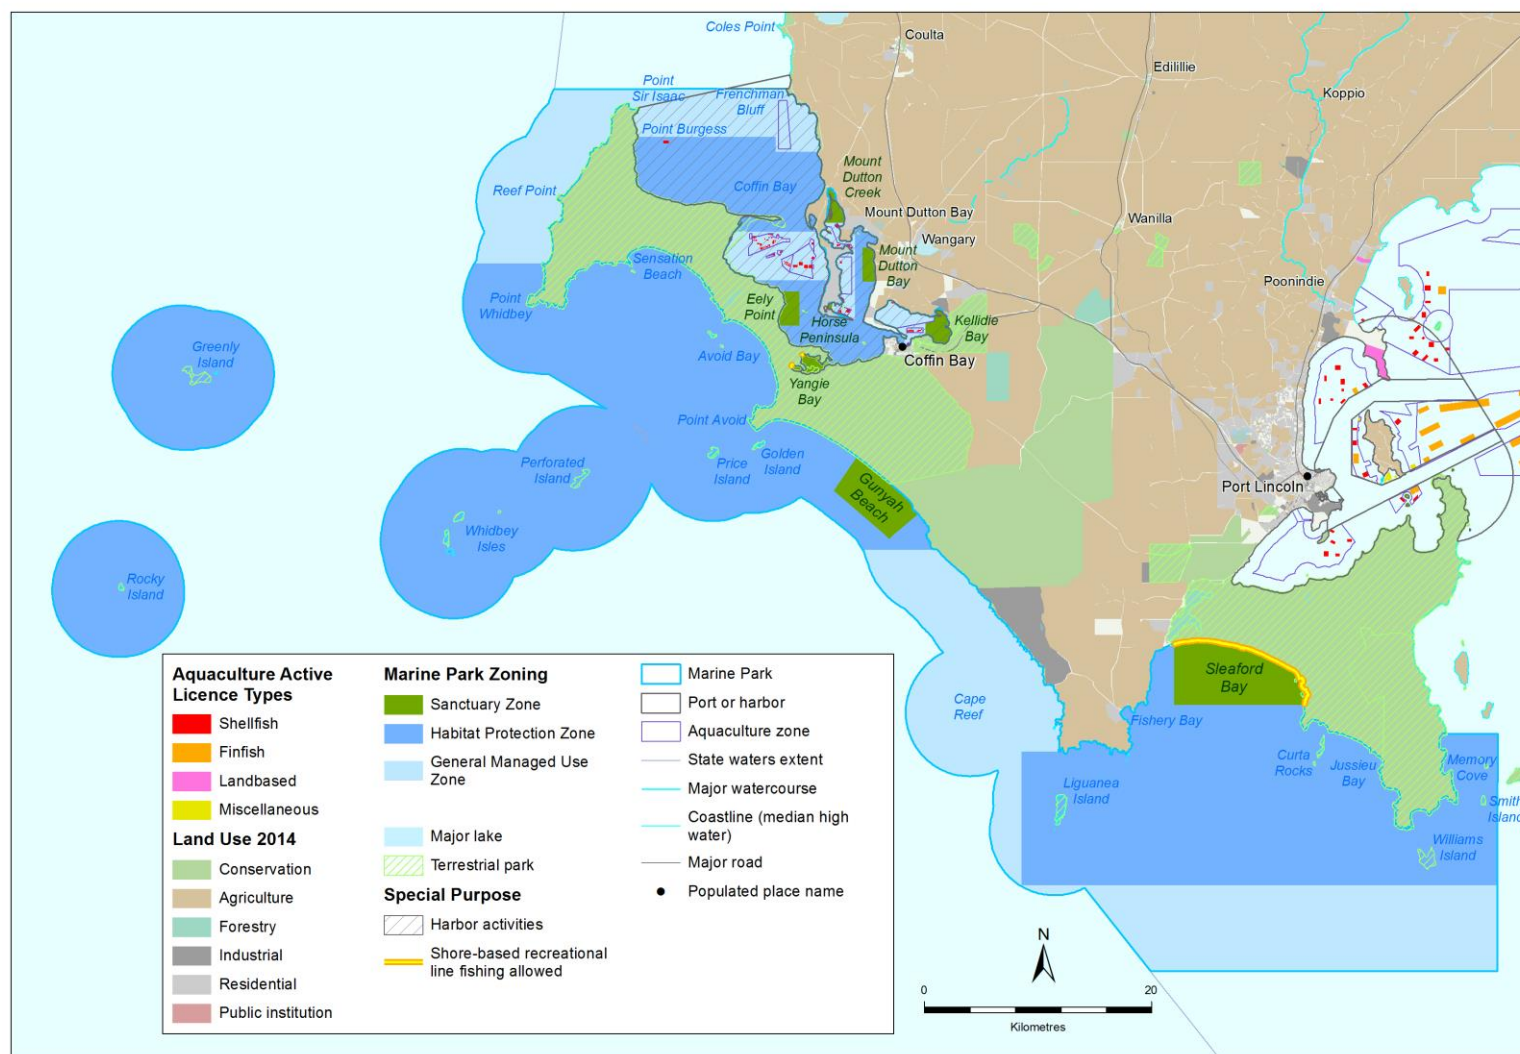 Coles Point
Coulta
Edilillie
Koppio
Point
Sir Isaac
Frenchman
Bluff
Point Burgess
Mount
Dutton
Creek
Reef Point
Coffin Bay
Mount Dutton Bay
Wanilla
Wangary
Sensation
Beach
Mount
Dutton
Bay
Poonindie
Point
Whidbey
Eely
Point
Horse
Peninsula
Kellidie
Bay
Greenly
Island
Avoid Bay
Coffin Bay
Yangie
Bay
Point Avoid
Perforated
Island
Price
Island
Golden
Island
Gunyah
Beach
Port Lincoln
Whidbey
Isles
Rocky
Island
Sleaford
Bay
Cape
Reef
Fishery Bay
Curta
Rocks
Jussieu
Bay
Memory
Cove
Liguanea
Island
Smith
Island
Williams
Island
Aquaculture Active
Licence Types
Shellfish
Finfish
Landbased
Miscellaneous
Land Use 2014
Conservation
Agriculture
Forestry
Industrial
Residential
Public institution
Marine Park Zoning
Sanctuary Zone
Habitat Protection Zone
General Managed Use
Zone
Major lake
Terrestrial park
Special Purpose
Harbor activities
Shore-based recreational
line fishing allowed
Marine Park
Port or harbor
Aquaculture zone
State waters extent
Major watercourse
Coastline (median high
water)
Major road
Populated place name
N
0 20
Kilometres